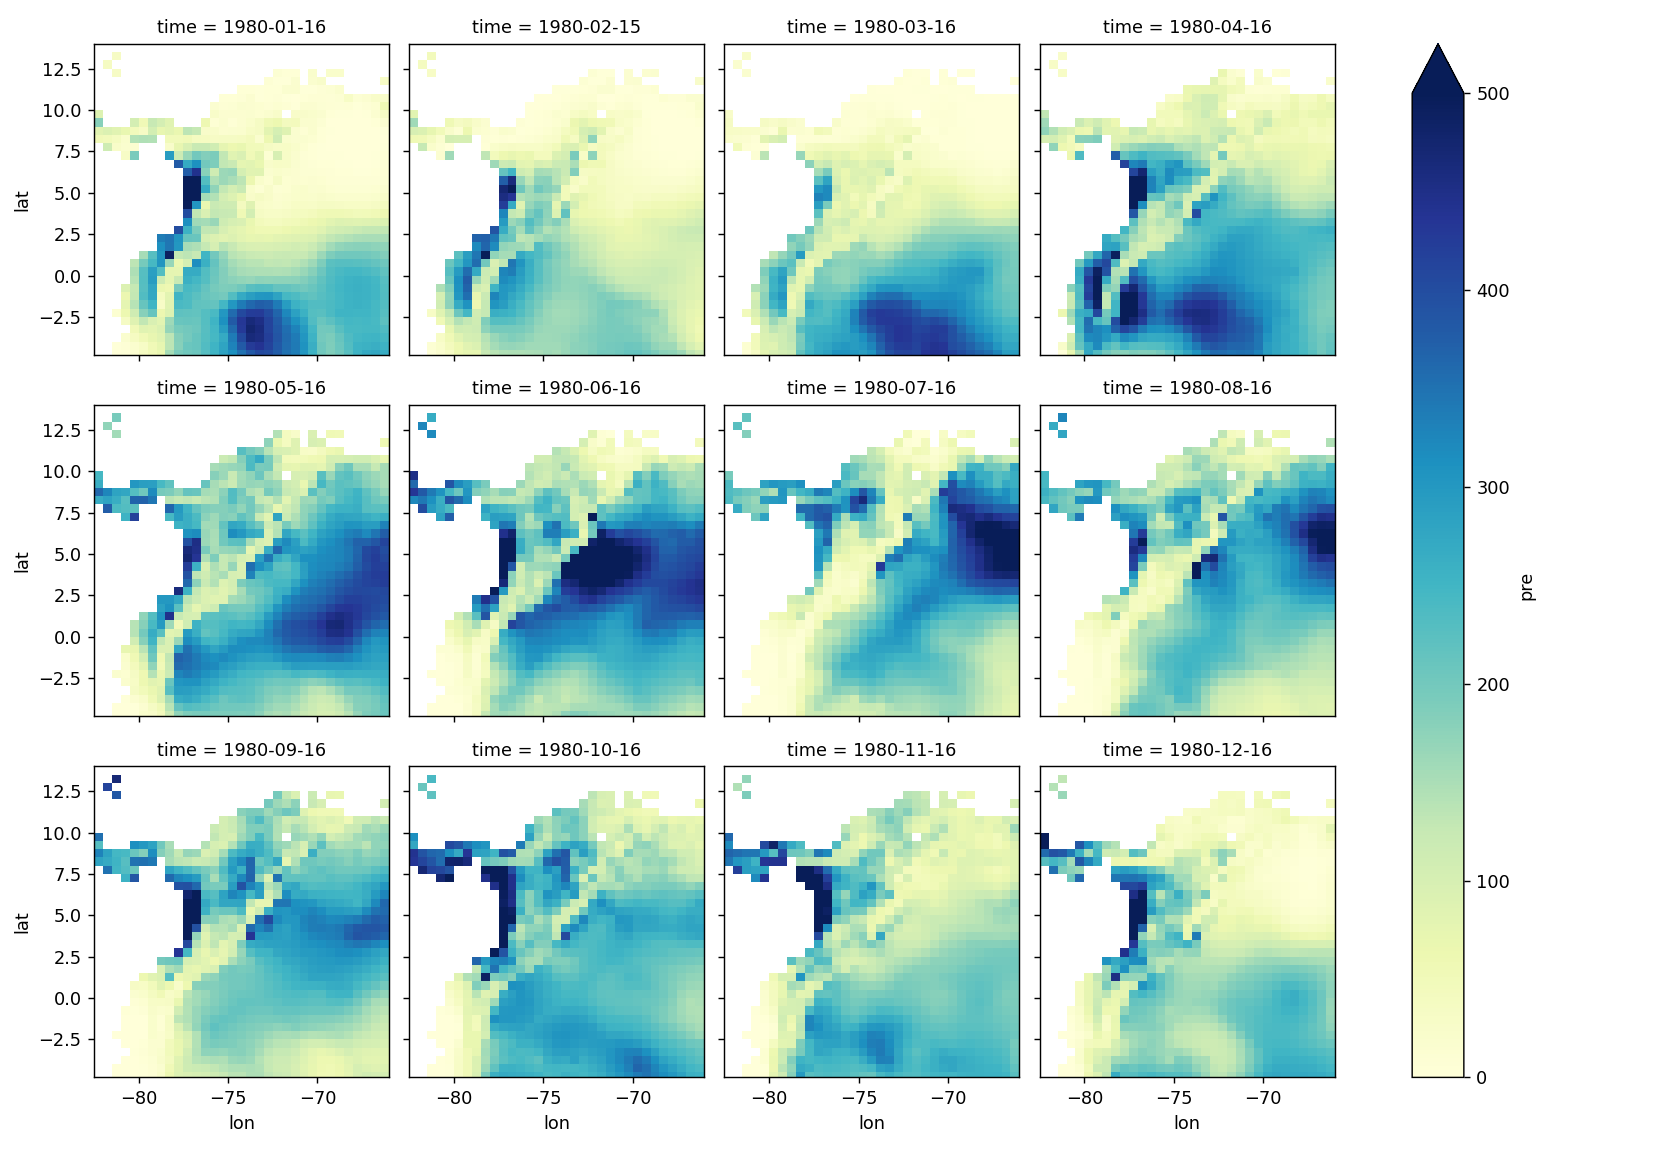 time = 1980-01-16
time = 1980-02-15
time = 1980-03-16
time = 1980-04-16
12.5
10.0
7.5
5.0
2.5
0.0
−2.5
lat
time = 1980-05-16
time = 1980-06-16
time = 1980-07-16
time = 1980-08-16
12.5
10.0
7.5
5.0
2.5
0.0
−2.5
lat
time = 1980-09-16
time = 1980-10-16
time = 1980-11-16
time = 1980-12-16
12.5
10.0
7.5
5.0
2.5
0.0
−2.5
lat
−80 −75 −70
lon
−80 −75 −70
lon
−80 −75 −70
lon
−80 −75 −70
lon
500
400
300
200
100
0
pre